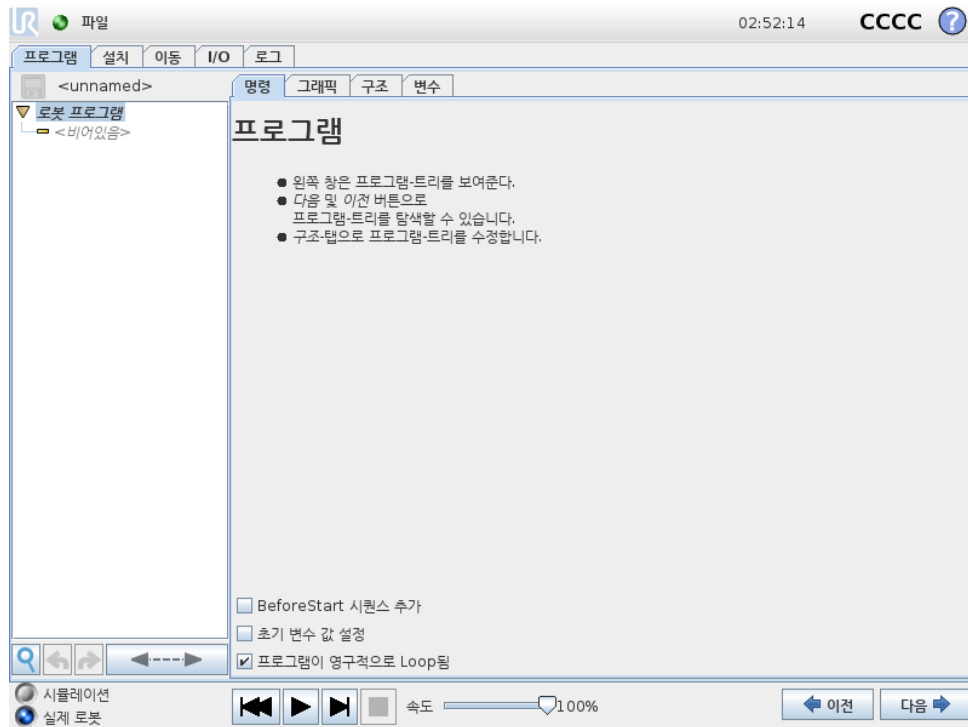 UR 파일 02:52:14 CCCC ?
프로그램 설치 이동 I/O 로그
<unnamed>
명령 그래픽 구조 변수
로봇 프로그램
<비어있음>
프로그램
왼쪽 창은 프로그램-트리를 보여준다.
다음 및 이전 버튼으로
프로그램-트리를 탐색할 수 있습니다.
구조-탭으로 프로그램-트리를 수정합니다.
BeforeStart 시퀀스 추가
초기 변수 값 설정
프로그램이 영구적으로 Loop됨
시뮬레이션
실제 로봇
속도 100%
이전 다음